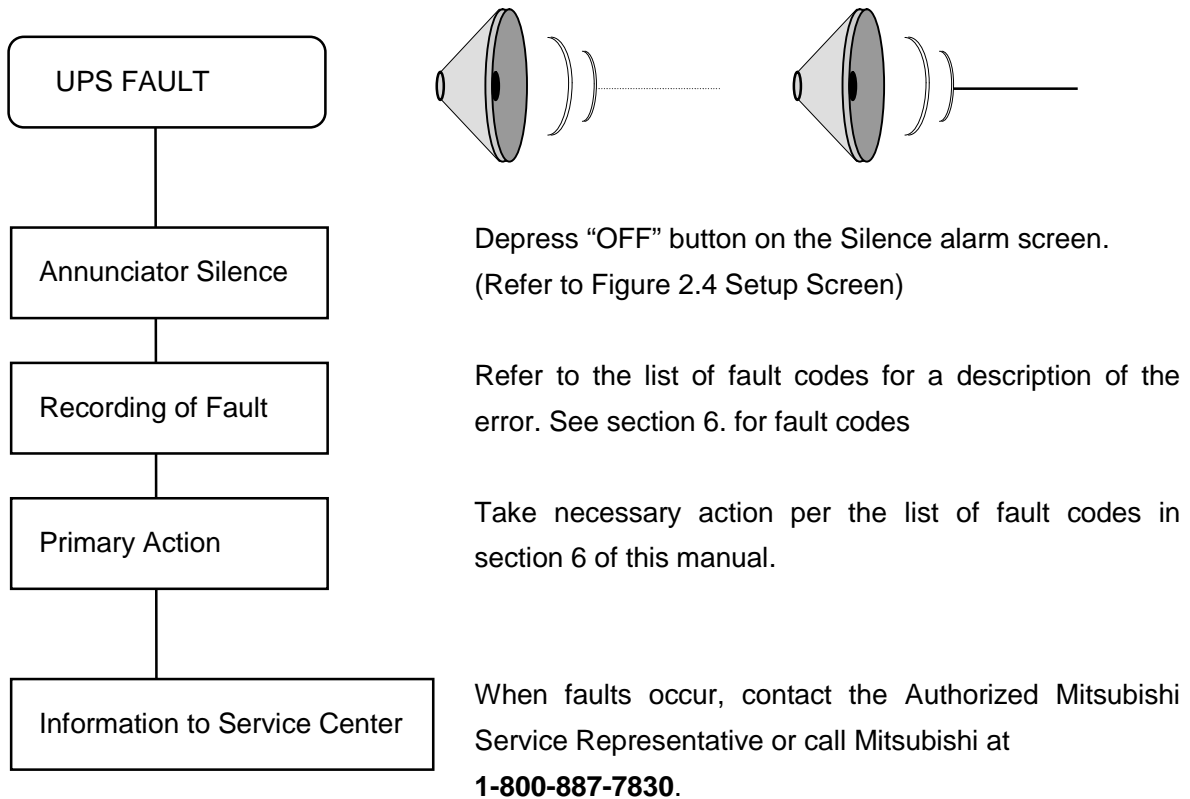 UPS FAULT
Annunciator Silence
Depress “OFF” button on the Silence alarm screen.
(Refer to Figure 2.4 Setup Screen)
Recording of Fault
Refer to the list of fault codes for a description of the
error. See section 6. for fault codes
Primary Action
Take necessary action per the list of fault codes in
section 6 of this manual.
Information to Service Center
When faults occur, contact the Authorized Mitsubishi
Service Representative or call Mitsubishi at
1-800-887-7830.